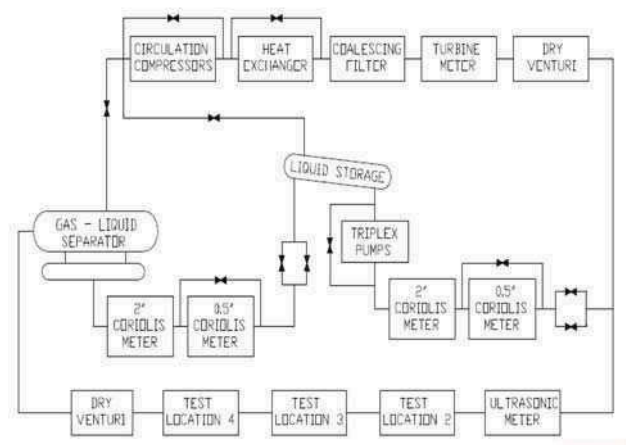 CIRCULATION
COMPRESSORS
HEAT
EXCHANGER
COALESCING
FILTER
TURBINE
METER
DRY
VENTURI
LIQUID STORAGE
GAS - LIQUID
SEPARATOR
TRIPLEX
PUMPS
2"
CORIOLIS
METER
0.5"
CORIOLIS
METER
2"
CORIOLIS
METER
0.5"
CORIOLIS
METER
DRY
VENTURI
TEST
LOCATION 4
TEST
LOCATION 3
TEST
LOCATION 2
ULTRASONIC
METER